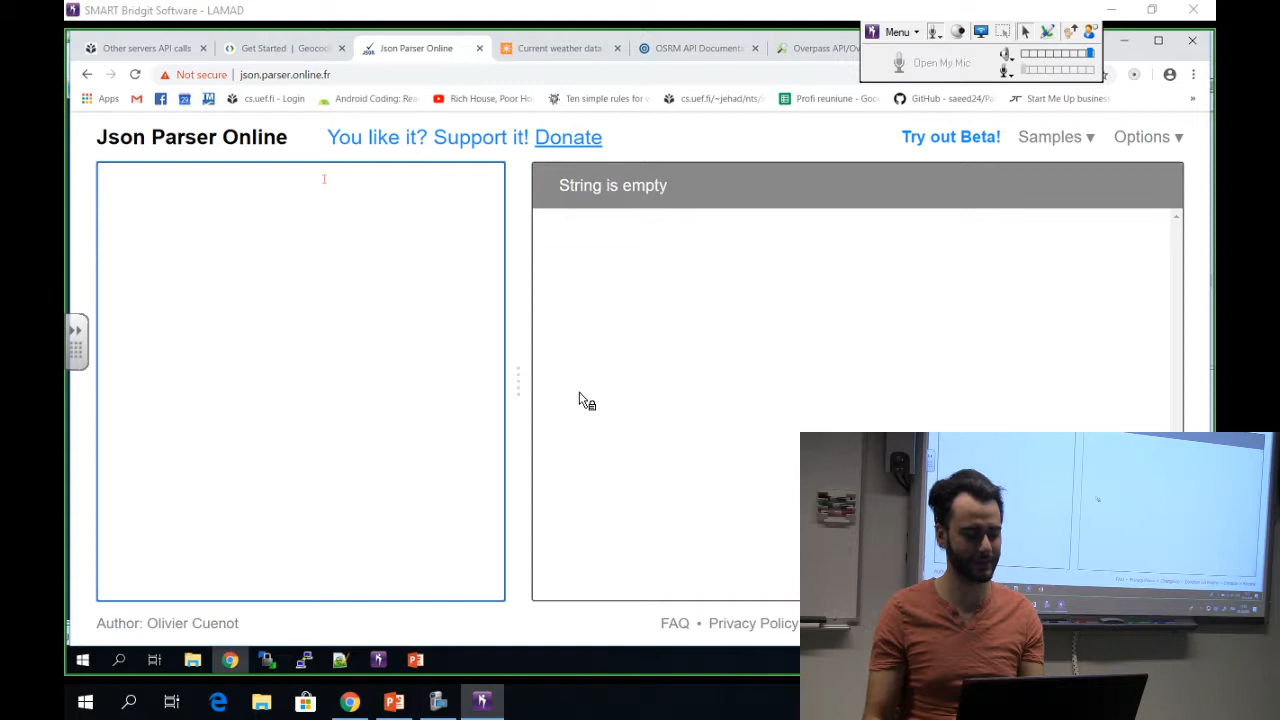 SMART Bridgit Software - LAMAD
Other servers API calls
Get Started | Geocod
Json Parser Online
Current weather data
OSRM API Documenta
Overpass API/Ov
Menu
Open My Mic
Not secure | json.parser.online.fr
Apps
cs.uef.fi - Login
Android Coding: Rea
Rich House, Poor Ho
Ten simple rules for w
cs.uef.fi/~jehad/nts/i
Profi reuniune - Goo
GitHub - saeed24/Pa
Start Me Up busines
»
Json Parser Online
You like it? Support it! Donate
Try out Beta!
Samples ▾
Options ▾
String is empty
Author: Olivier Cuenot
FAQ • Privacy Policy